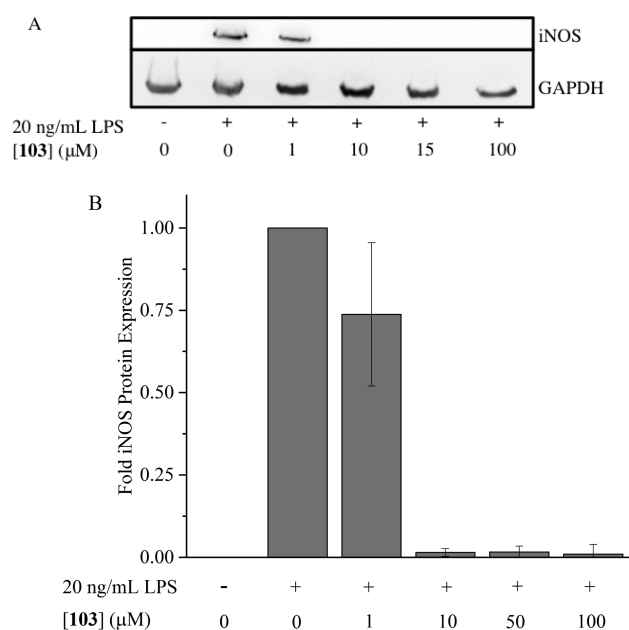 A
iNOS
GAPDH
20 ng/mL LPS - + + + + +
[103] (μM) 0 0 1 10 15 100
B
Fold iNOS Protein Expression
1.00
0.75
0.50
0.25
0.00
20 ng/mL LPS - + + + + +
[103] (μM) 0 0 1 10 50 100